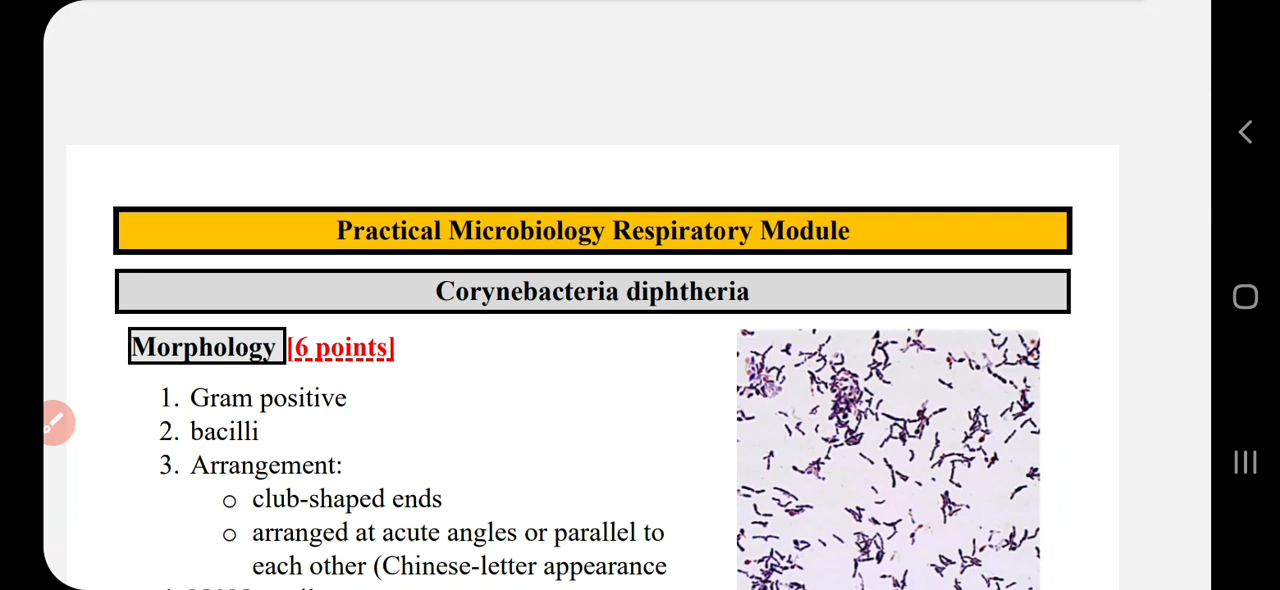 Practical Microbiology Respiratory Module
Corynebacteria diphtheria
Morphology [6 points]
1. Gram positive
2. bacilli
3. Arrangement:
o club-shaped ends
o arranged at acute angles or parallel to
each other (Chinese-letter appearance